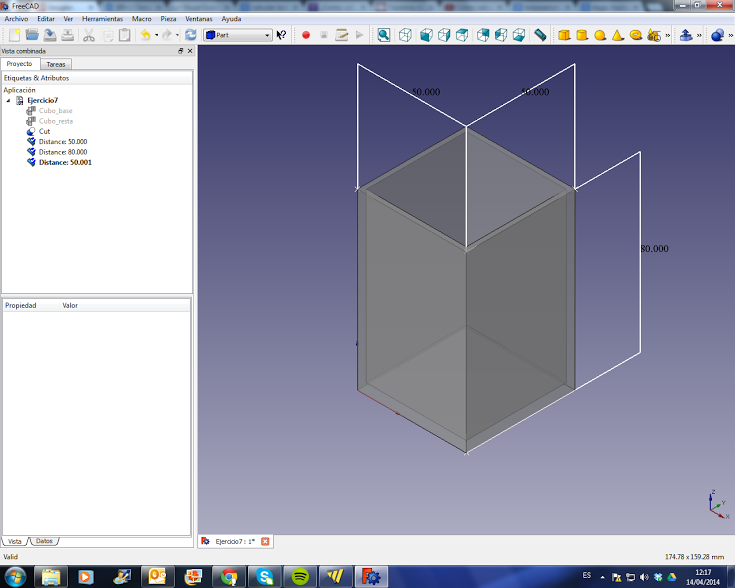 FreeCAD
Archivo Editar Ver Herramientas Macro Pieza Ventanas Ayuda
Part
Vista combinada
Proyecto Tareas
Etiquetas & Atributos
Aplicación
Ejercicio7
Cubo_base
Cubo_resta
Cut
Distance: 50.000
Distance: 80.000
Distance: 50.001
Propiedad Valor
50.000
50.000
80.000
Z
Y
X
Vista Datos
Ejercicio7 : 1*
Valid
174.78 x 159.28 mm
ES
12:17
14/04/2014